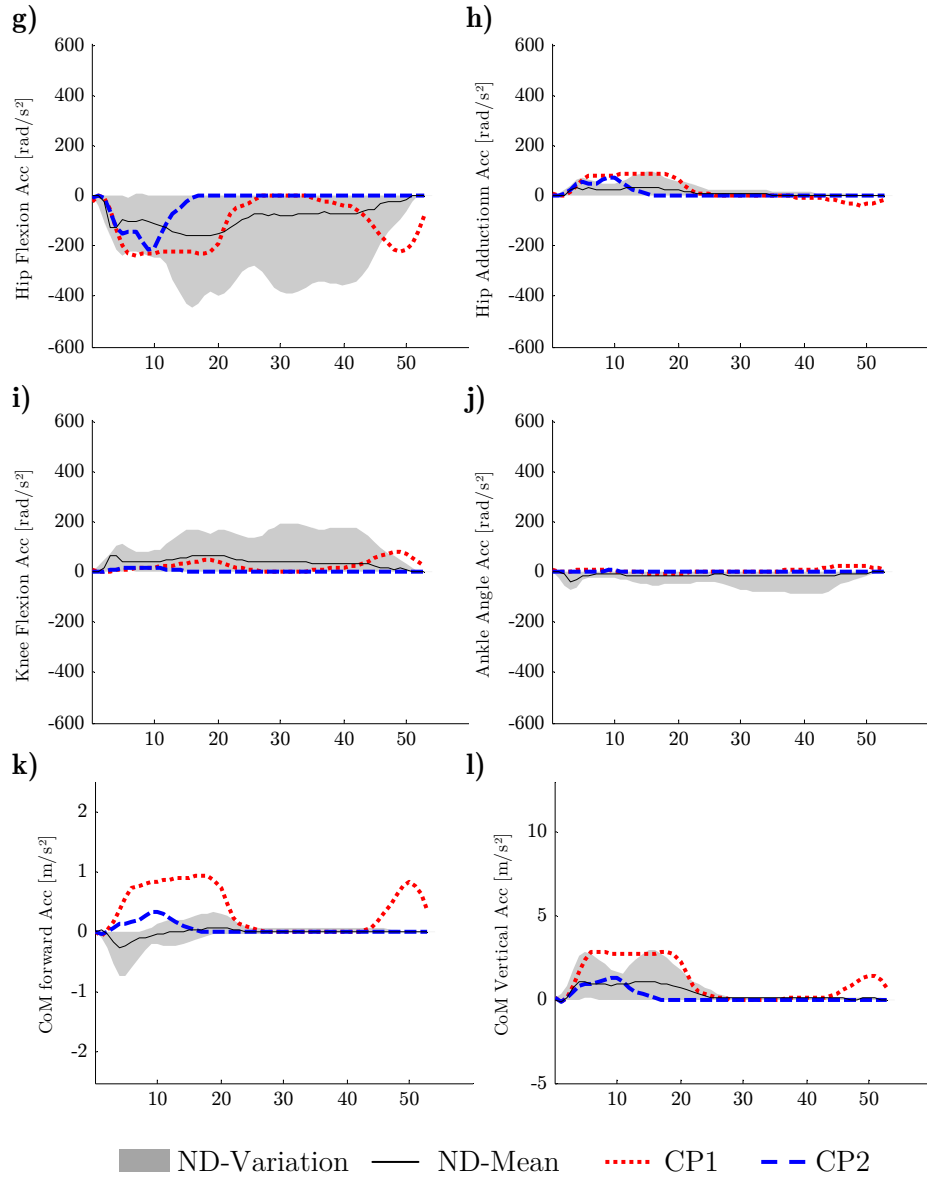 g)
Hip Flexion Acc [rad/s²]
600
400
200
0
-200
-400
-600
10 20 30 40 50
h)
Hip Adductionn Acc [rad/s²]
600
400
200
0
-200
-400
-600
10 20 30 40 50
i)
Knee Flexion Acc [rad/s²]
600
400
200
0
-200
-400
-600
10 20 30 40 50
j)
Ankle Angle Acc [rad/s²]
600
400
200
0
-200
-400
-600
10 20 30 40 50
k)
CoM forward Acc [m/s²]
2
1
0
-1
-2
10 20 30 40 50
l)
CoM Vertical Acc [m/s²]
10
5
0
-5
10 20 30 40 50
ND-Variation ND-Mean CP1 CP2